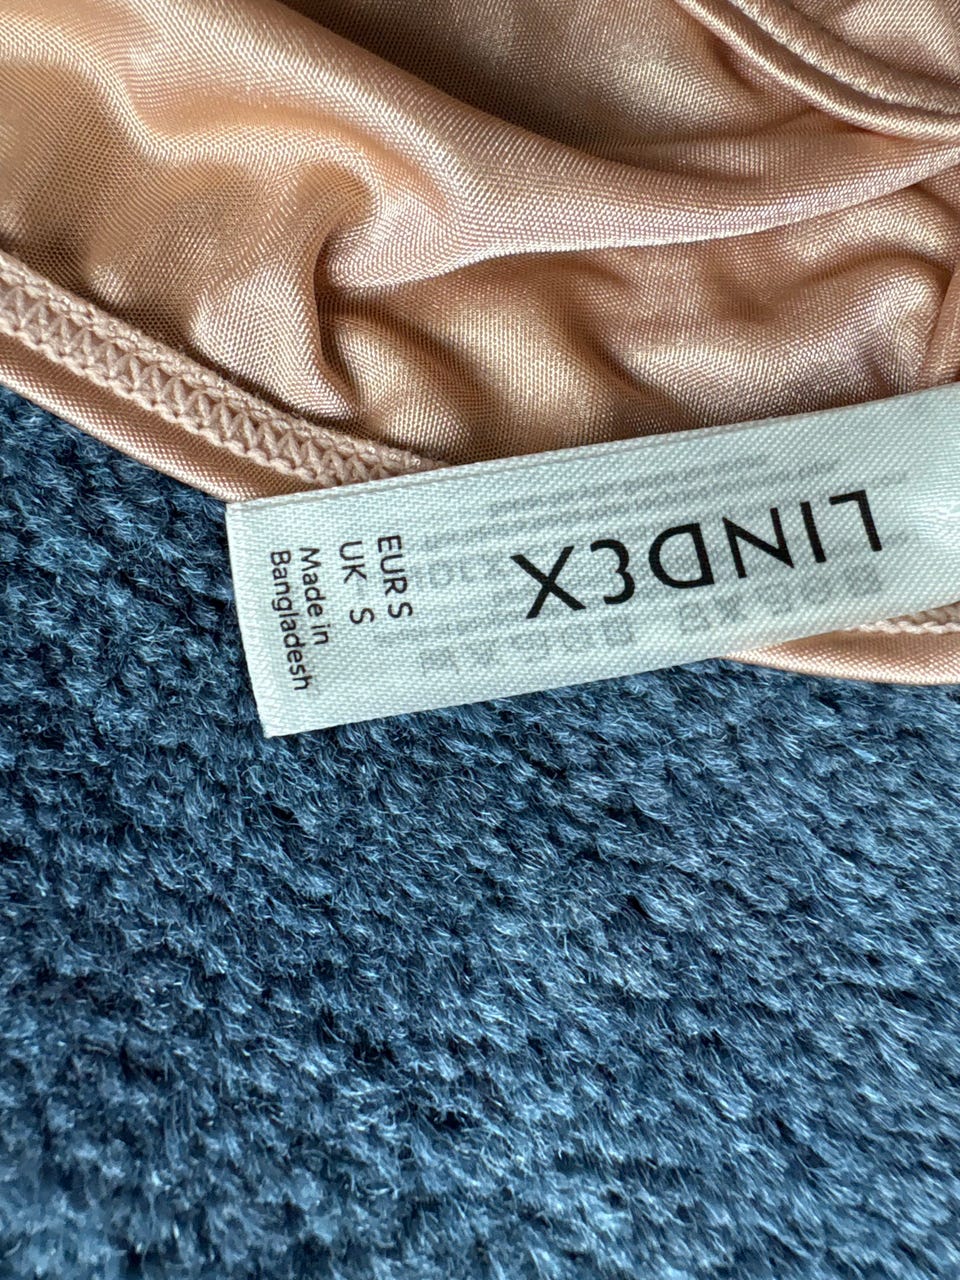 LINDEX
EUR S
UK S
Made in
Bangladesh